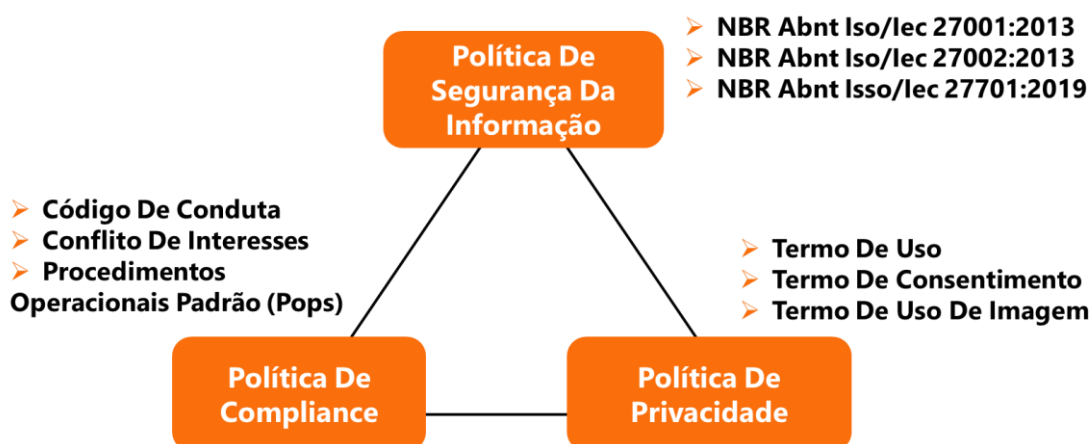 Política De
Segurança Da
Informação
➢ NBR Abnt Iso/Iec 27001:2013
➢ NBR Abnt Iso/Iec 27002:2013
➢ NBR Abnt Isso/Iec 27701:2019
➢ Código De Conduta
➢ Conflito De Interesses
➢ Procedimentos
Operacionais Padrão (Pops)
➢ Termo De Uso
➢ Termo De Consentimento
➢ Termo De Uso De Imagem
Política De
Compliance
Política De
Privacidade